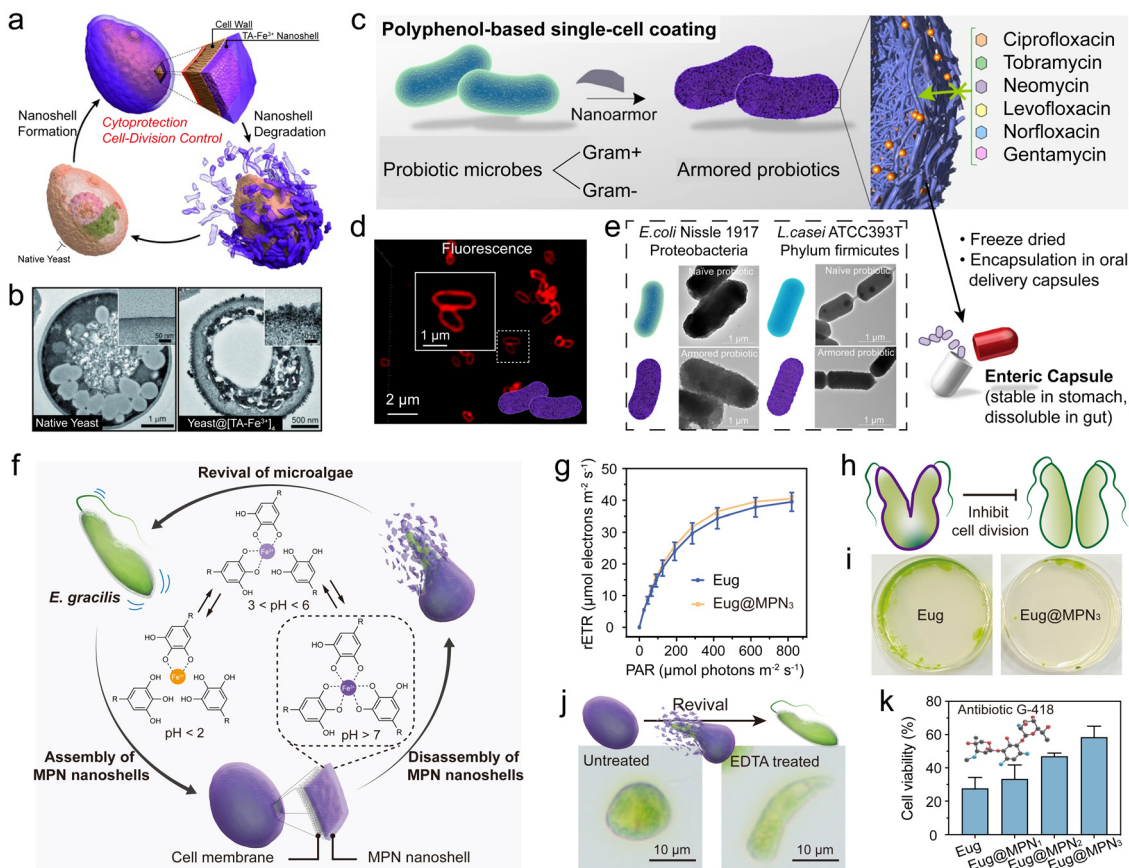 a
Cell Wall
TA-Fe³⁺ Nanoshell
Nanoshell
Formation
Cytoprotection
Cell-Division Control
Nanoshell
Degradation
Native Yeast
b
50 nm
Native Yeast
1 μm
Yeast@[TA-Fe³⁺]₄
500 nm
c
Polyphenol-based single-cell coating
Nanoarmor
Probiotic microbes
Gram+
Gram-
Armored probiotics
Ciprofloxacin
Tobramycin
Neomycin
Levofloxacin
Norfloxacin
Gentamycin
• Freeze dried
• Encapsulation in oral
delivery capsules
Enteric Capsule
(stable in stomach,
dissoluble in gut)
d
Fluorescence
1 μm
2 μm
e
E.coli Nissle 1917
Proteobacteria
L.casei ATCC393T
Phylum firmicutes
Naïve probiotic
1 μm
Naïve probiotic
1 μm
Armored probiotic
1 μm
Armored probiotic
1 μm
f
Revival of microalgae
E. gracilis
3 < pH < 6
pH < 2
pH > 7
Assembly of
MPN nanoshells
Disassembly of
MPN nanoshells
Cell membrane
MPN nanoshell
R
HO
OH
O
g
rETR (μmol electrons m⁻² s⁻¹)
50
40
30
20
10
0
Eug
Eug@MPN₃
0 200 400 600 800
PAR (μmol photons m⁻² s⁻¹)
h
Inhibit
cell division
i
Eug
Eug@MPN₃
j
Revival
Untreated
10 μm
EDTA treated
10 μm
k
Antibiotic G-418
Cell viability (%)
80
60
40
20
0
Eug
Eug@MPN₁
Eug@MPN₂
Eug@MPN₃